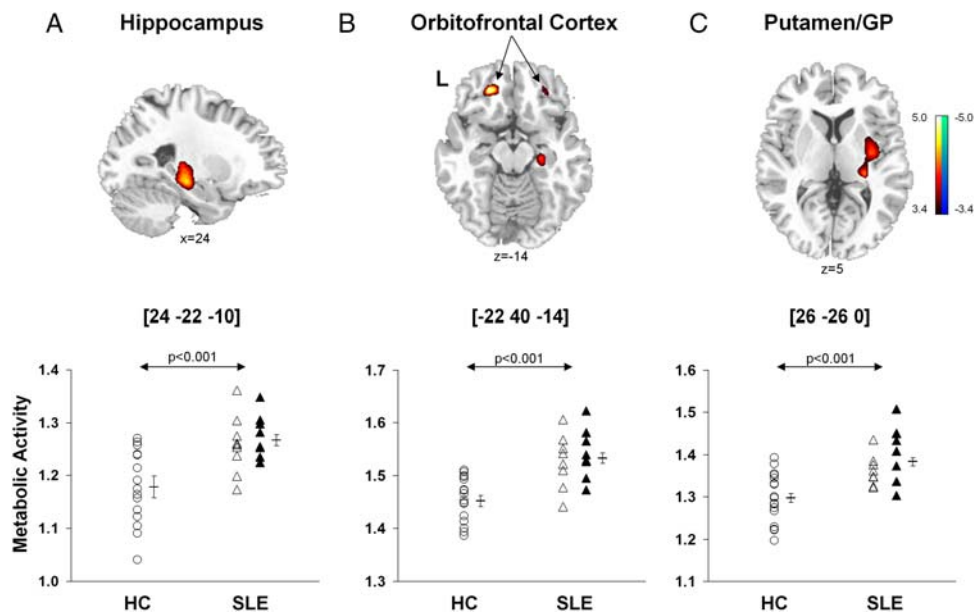 A Hippocampus B Orbitofrontal Cortex C Putamen/GP
L
5.0 -5.0
3.4 -3.4
x=24
z=-14
z=5
[24 -22 -10] [-22 40 -14] [26 -26 0]
p<0.001 p<0.001 p<0.001
Metabolic Activity
1.4
1.3
1.2
1.1
1.0
HC SLE
1.7
1.6
1.5
1.4
1.3
HC SLE
1.6
1.5
1.4
1.3
1.2
1.1
HC SLE